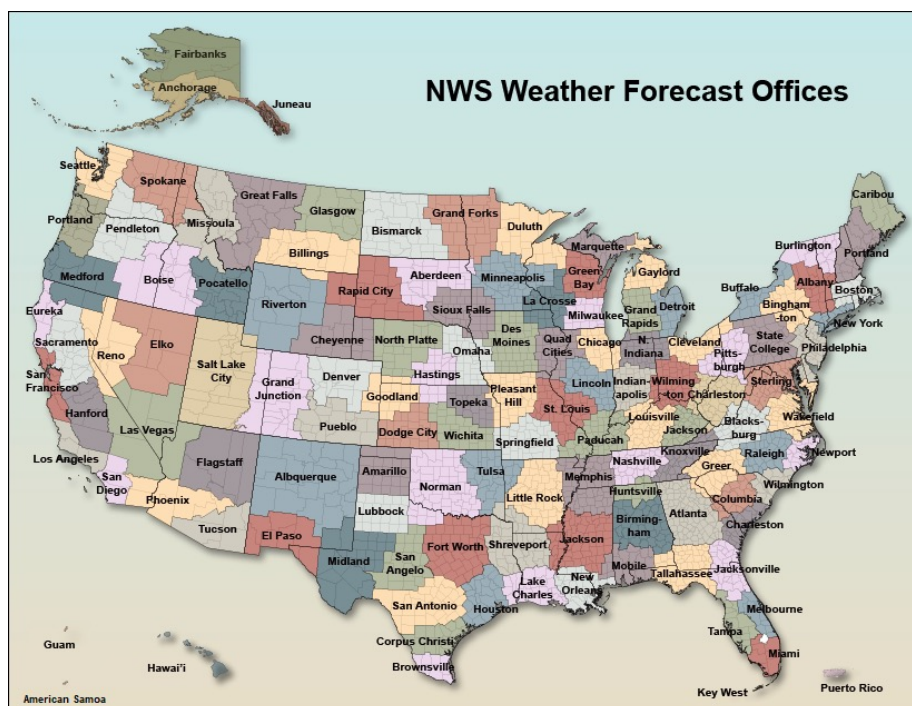 Fairbanks
Anchorage
Juneau
NWS Weather Forecast Offices
Seattle
Spokane
Great Falls
Glasgow
Missoula
Portland
Pendleton
Bismarck
Grand Forks
Duluth
Marquette
Caribou
Burlington
Portland
Billings
Medford
Boise
Pocatello
Riverton
Rapid City
Aberdeen
Minneapolis
Green
Bay
Gaylord
Buffalo
Albany
Boston
Eureka
Sioux Falls
La Crosse
Milwaukee
Grand
Rapids
Detroit
Bingham-
-ton
New York
Sacramento
Reno
Elko
Salt Lake
City
Cheyenne
North Platte
Omaha
Des
Moines
Quad
Cities
Chicago
N.
Indiana
Cleveland
Pitts-
burgh
State
College
Philadelphia
San
Francisco
Hanford
Grand
Junction
Denver
Hastings
Goodland
Topeka
Pleasant
Hill
Lincoln
Indian-
apolis
Wilming-
-ton
Charleston
Sterling
Las Vegas
Pueblo
Dodge City
Wichita
St. Louis
Louisville
Jackson
Blacks-
burg
Wakefield
Los Angeles
Flagstaff
Albuquerque
Amarillo
Springfield
Paducah
Nashville
Knoxville
Raleigh
Newport
San
Diego
Phoenix
Tucson
Norman
Tulsa
Little Rock
Memphis
Huntsville
Greer
Columbia
Wilmington
Lubbock
El Paso
Midland
San
Angelo
Fort Worth
Shreveport
Jackson
Birming-
ham
Atlanta
Charleston
San Antonio
Houston
Lake
Charles
New
Orleans
Mobile
Tallahassee
Jacksonville
Corpus Christi
Brownsville
Melbourne
Tampa
Miami
Key West
Guam
Hawai'i
American Samoa
Puerto Rico